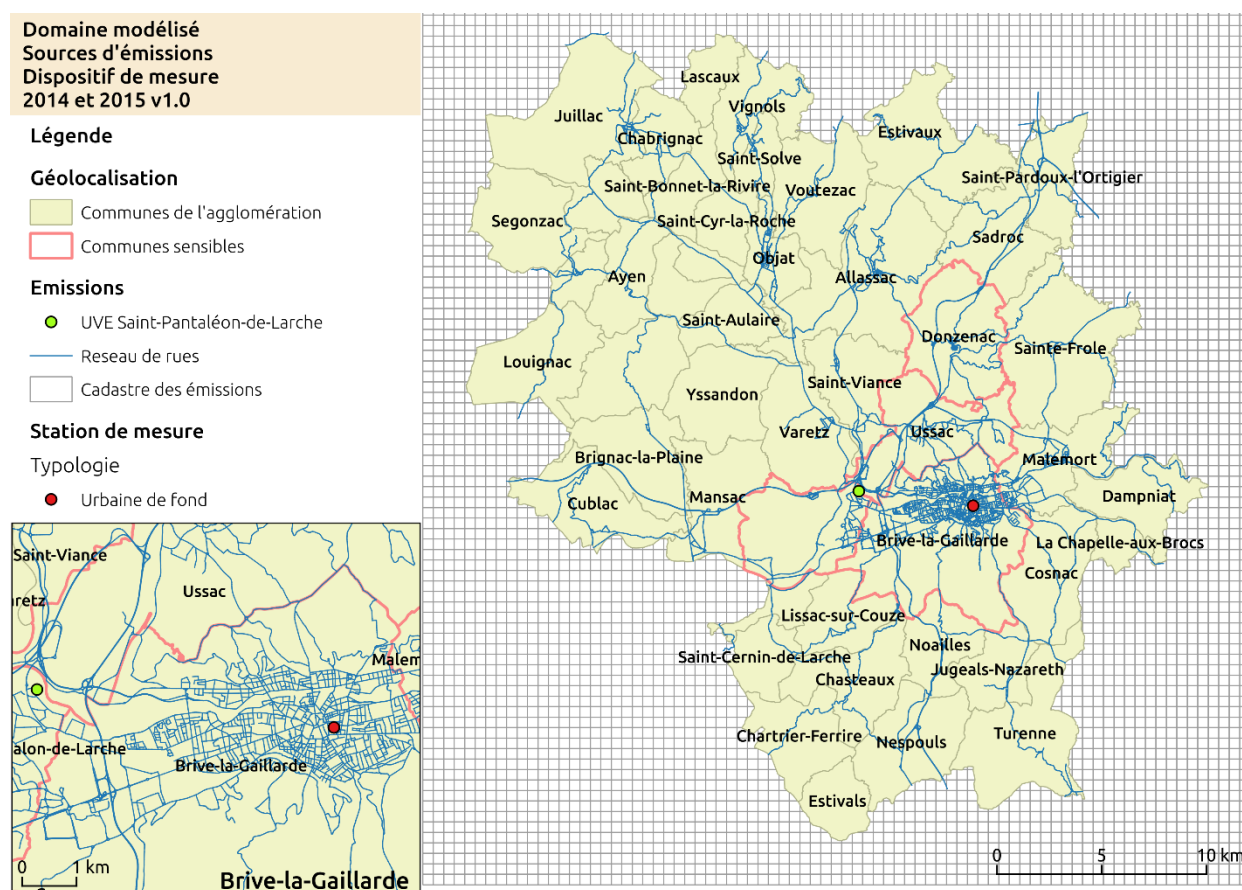 Domaine modélisé
Sources d'émissions
Dispositif de mesure
2014 et 2015 v1.0
Légende
Géolocalisation
Communes de l'agglomération
Communes sensibles
Emissions
UVE Saint-Pantaléon-de-Larche
Reseau de rues
Cadastre des émissions
Station de mesure
Typologie
Urbaine de fond
Saint-Viance
aretz
Ussac
Malem
alon-de-Larche
Brive-la-Gaillarde
0 1 km
Brive-la-Gaillarde
Lascaux
Vignols
Juillac
Chabrignac
Estivaux
Saint-Solve
Saint-Pardoux-l'Ortigier
Saint-Bonnet-la-Rivire
Voutezac
Segonzac
Saint-Cyr-la-Roche
Sadroc
Objat
Ayen
Allassac
Saint-Aulaire
Donzenac
Sainte-Frole
Louignac
Saint-Viance
Yssandon
Varetz
Ussac
Brignac-la-Plaine
Malemort
Mansac
Dampniat
Cublac
Brive-la-Gaillarde
La Chapelle-aux-Brocs
Cosnac
Lissac-sur-Couze
Noailles
Saint-Cernin-de-Larche
Jugeals-Nazareth
Chasteaux
Chartrier-Ferrire
Nespouls
Turenne
Estivals
0 5 10 km